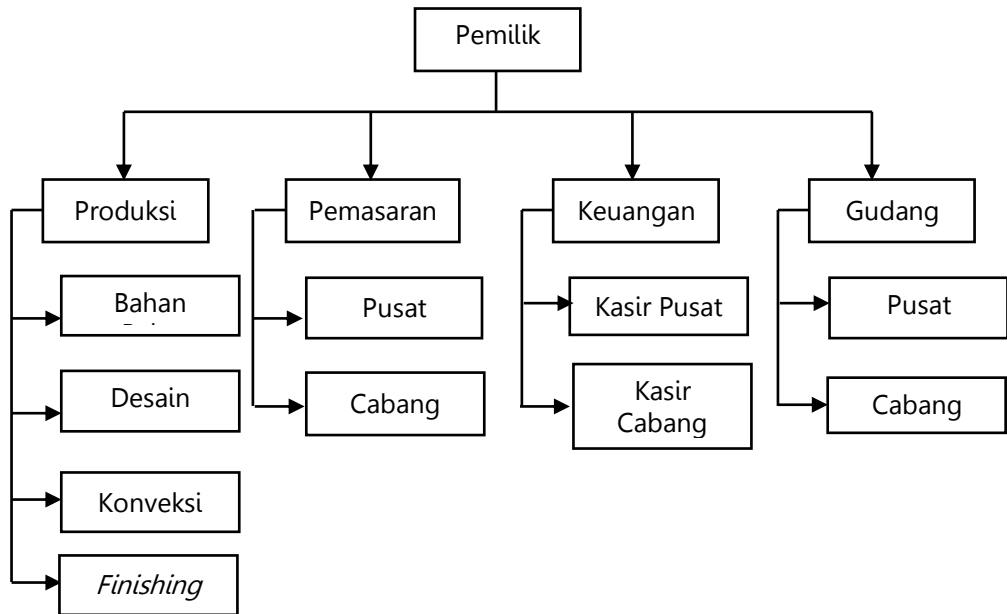 Pemilik
Produksi
Pemasaran
Keuangan
Gudang
Bahan
Pusat
Kasir Pusat
Pusat
Desain
Cabang
Kasir
Cabang
Cabang
Konveksi
Finishing